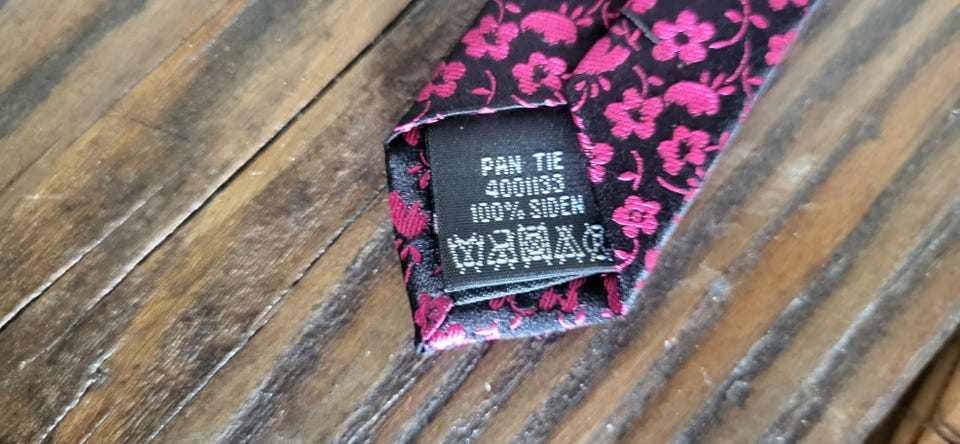 PAN TIE
4001133
100% SIDEN